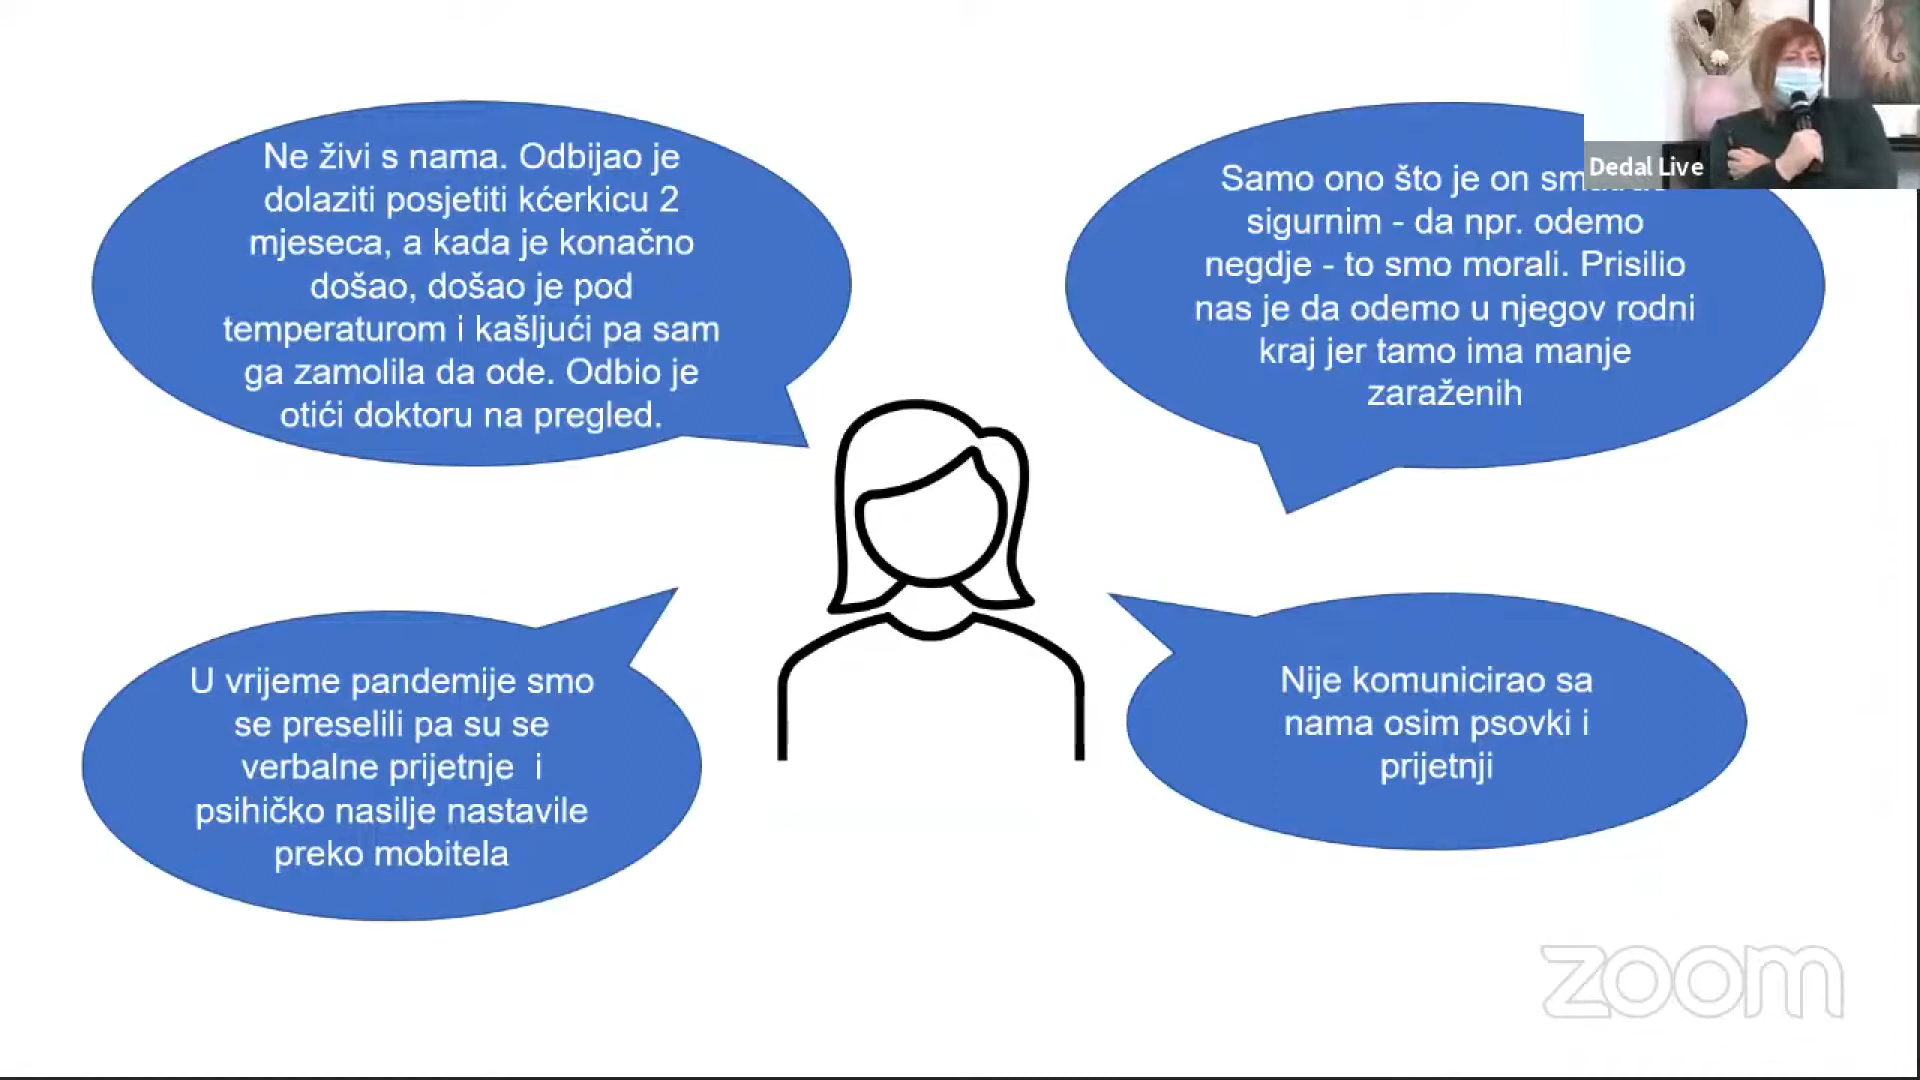 Ne živi s nama. Odbijao je
dolaziti posjetiti kćerkicu 2
mjeseca, a kada je konačno
došao, došao je pod
temperaturom i kašljući pa sam
ga zamolila da ode. Odbio je
otići doktoru na pregled.
Samo ono što je on
sigurnim - da npr. odemo
negdje - to smo morali. Prisilio
nas je da odemo u njegov rodni
kraj jer tamo ima manje
zaraženih
Dedal Live
U vrijeme pandemije smo
se preselili pa su se
verbalne prijetnje i
psihičko nasilje nastavile
preko mobitela
Nije komunicirao sa
nama osim psovki i
prijetnji
zoom